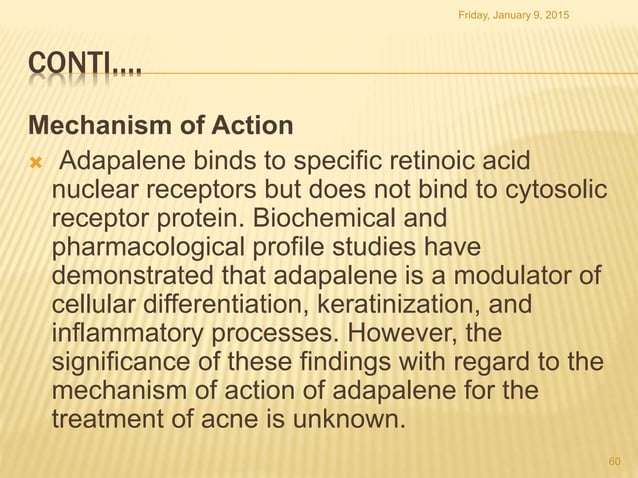 Friday, January 9, 2015
CONTI....
Mechanism of Action
Adapalene binds to specific retinoic acid
nuclear receptors but does not bind to cytosolic
receptor protein. Biochemical and
pharmacological profile studies have
demonstrated that adapalene is a modulator of
cellular differentiation, keratinization, and
inflammatory processes. However, the
significance of these findings with regard to the
mechanism of action of adapalene for the
treatment of acne is unknown.
60